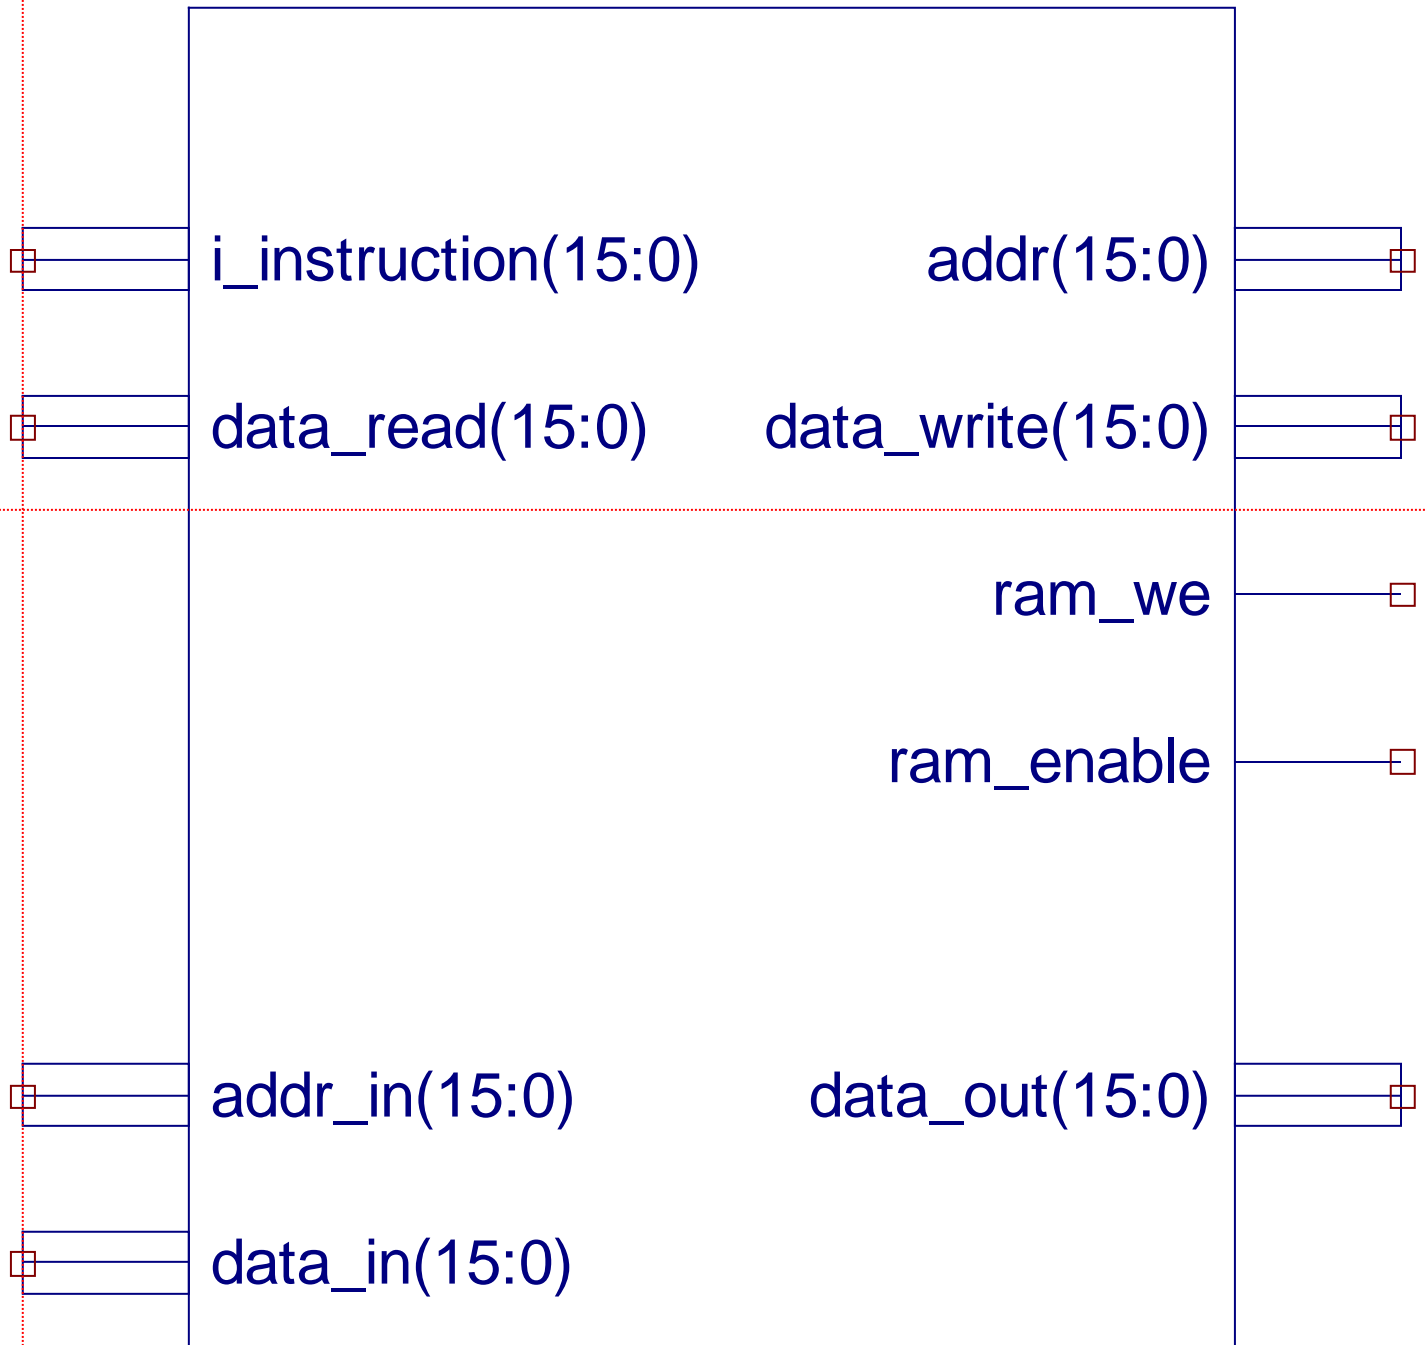 i_instruction(15:0) addr(15:0)
data_read(15:0) data_write(15:0)
ram_we
ram_enable
addr_in(15:0) data_out(15:0)
data_in(15:0)